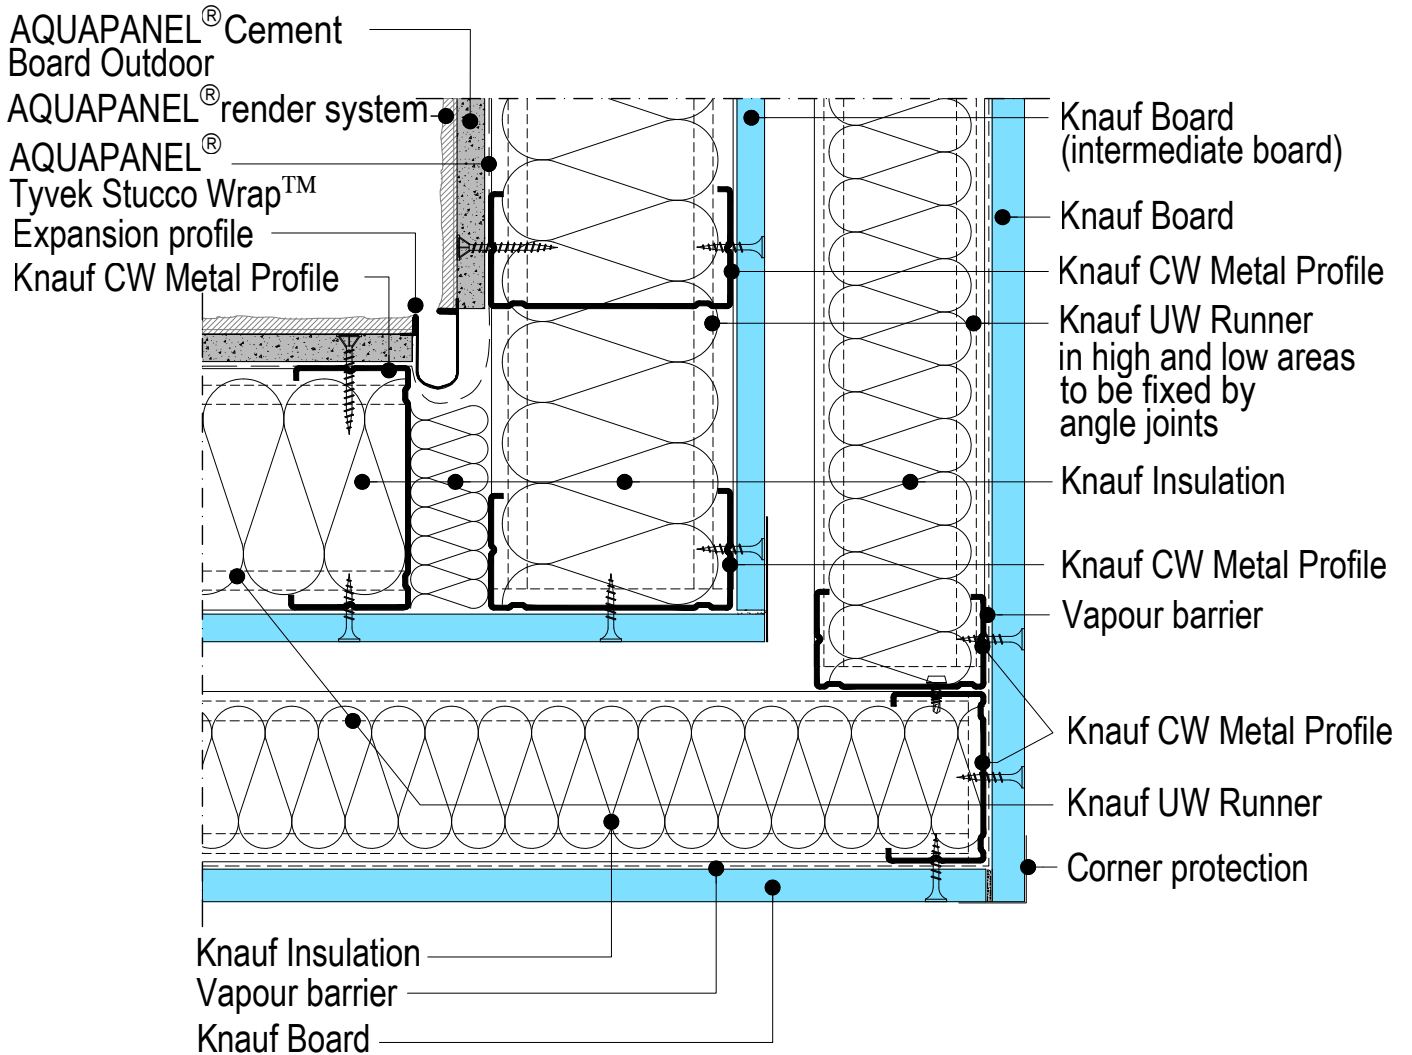 AQUAPANEL® Cement
Board Outdoor
AQUAPANEL® render system
AQUAPANEL®
Tyvek Stucco Wrap™
Expansion profile
Knauf CW Metal Profile
Knauf Board
(intermediate board)
Knauf Board
Knauf CW Metal Profile
Knauf UW Runner
in high and low areas
to be fixed by
angle joints
Knauf Insulation
Knauf CW Metal Profile
Vapour barrier
Knauf CW Metal Profile
Knauf UW Runner
Corner protection
Knauf Insulation
Vapour barrier
Knauf Board